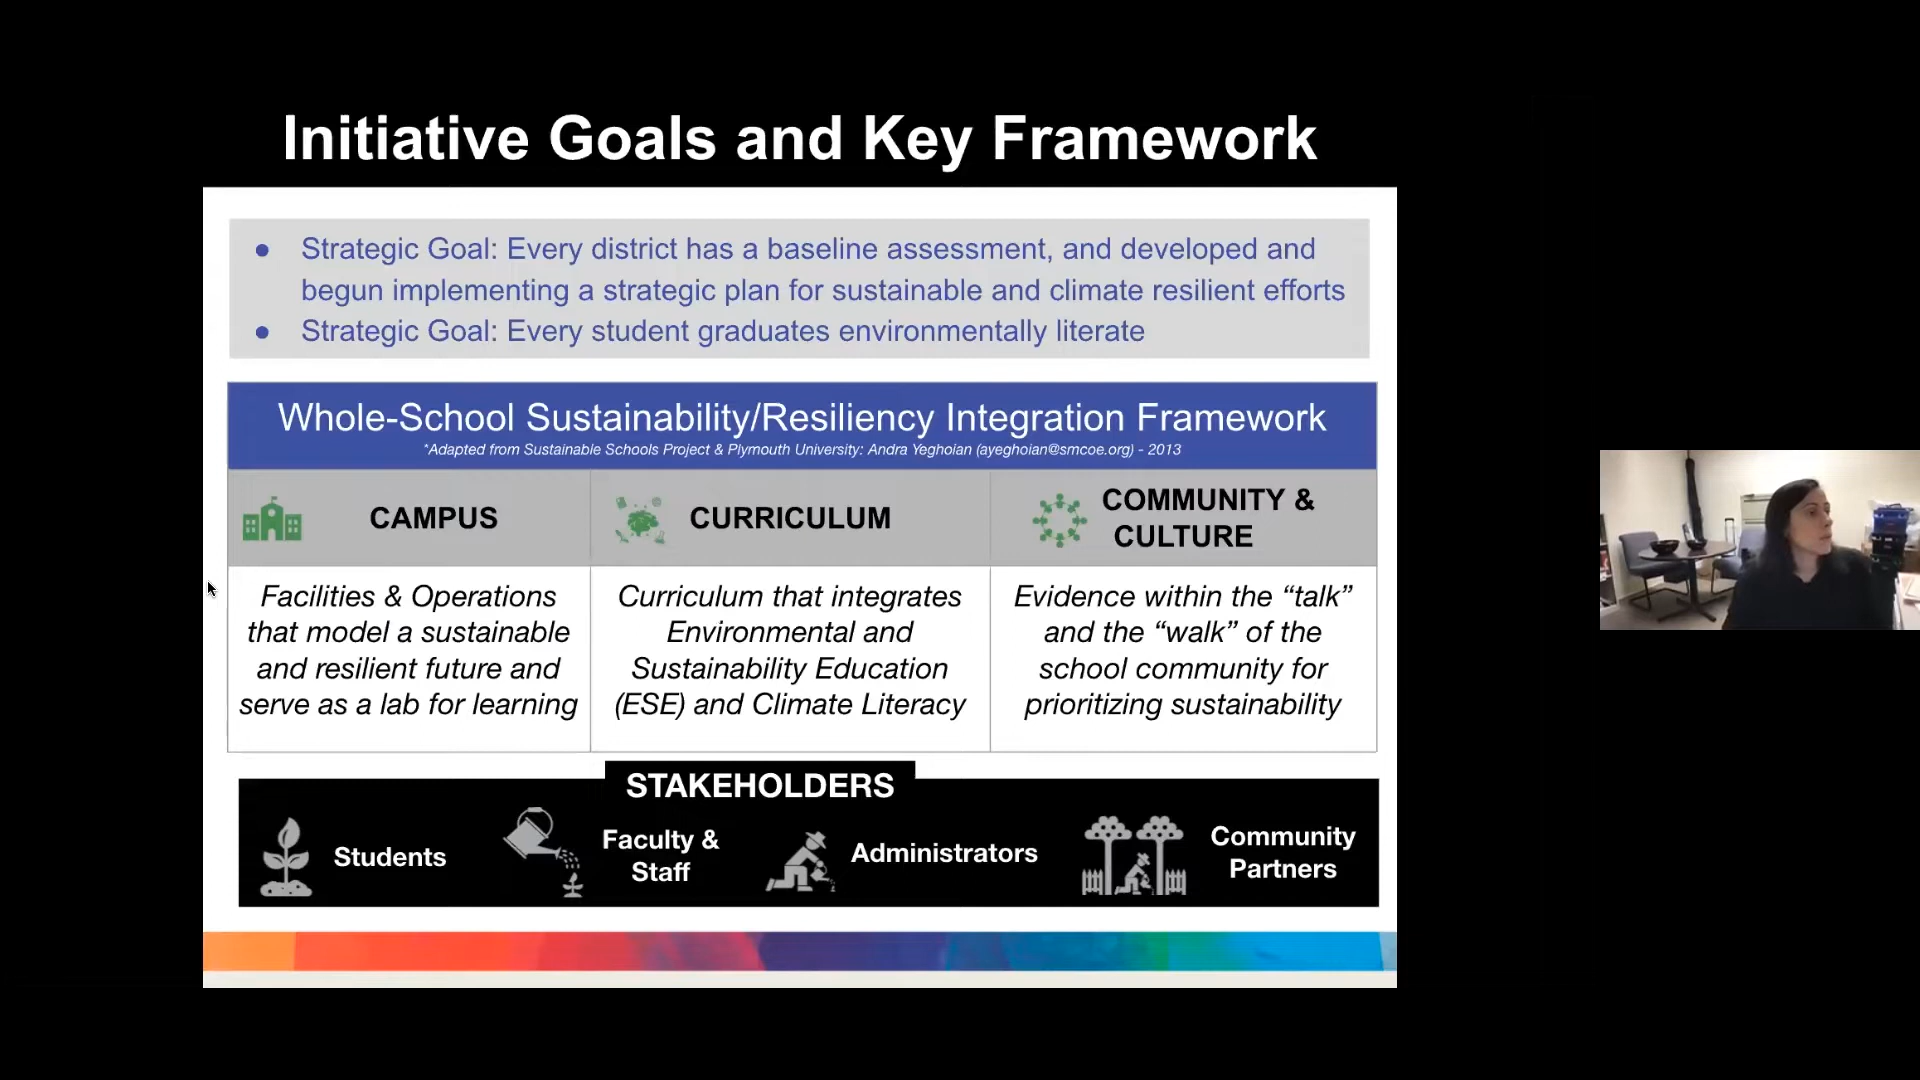 Initiative Goals and Key Framework
● Strategic Goal: Every district has a baseline assessment, and developed and
begun implementing a strategic plan for sustainable and climate resilient efforts
● Strategic Goal: Every student graduates environmentally literate
Whole-School Sustainability/Resiliency Integration Framework
*Adapted from Sustainable Schools Project & Plymouth University: Andra Yeghoian (ayeghoian@smcoe.org) - 2013
CAMPUS
Facilities & Operations
that model a sustainable
and resilient future and
serve as a lab for learning
CURRICULUM
Curriculum that integrates
Environmental and
Sustainability Education
(ESE) and Climate Literacy
COMMUNITY &
CULTURE
Evidence within the “talk”
and the “walk” of the
school community for
prioritizing sustainability
STAKEHOLDERS
Students
Faculty &
Staff
Administrators
Community
Partners